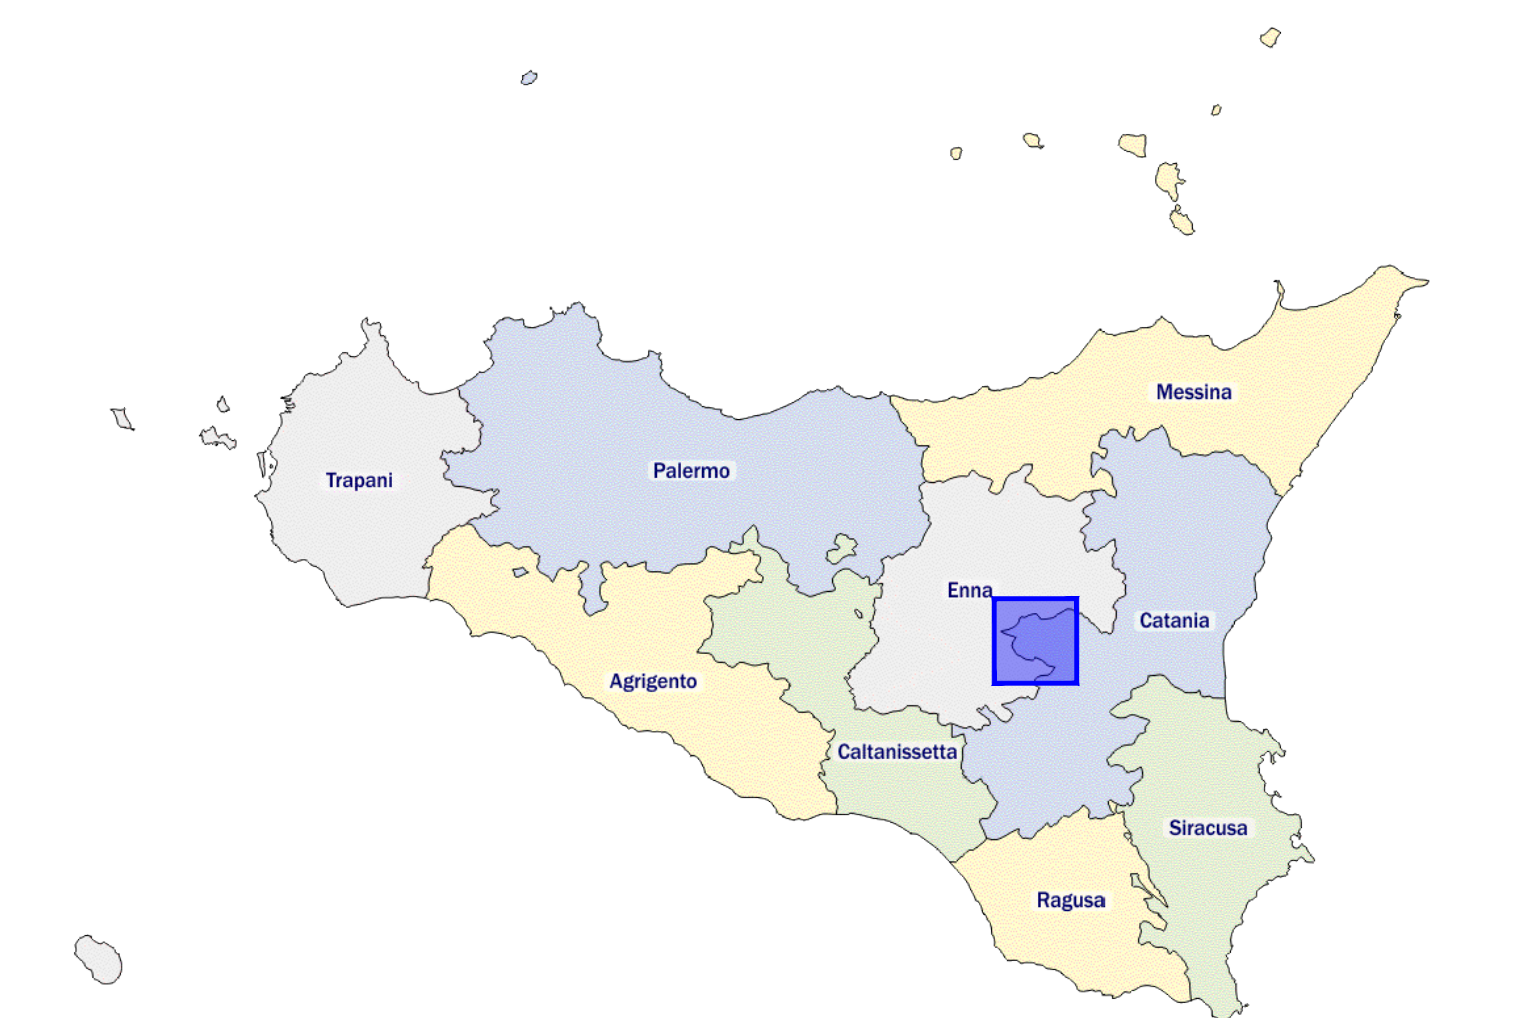 Messina
Palermo
Trapani
Enna
Catania
Agrigento
Caltanissetta
Siracusa
Ragusa